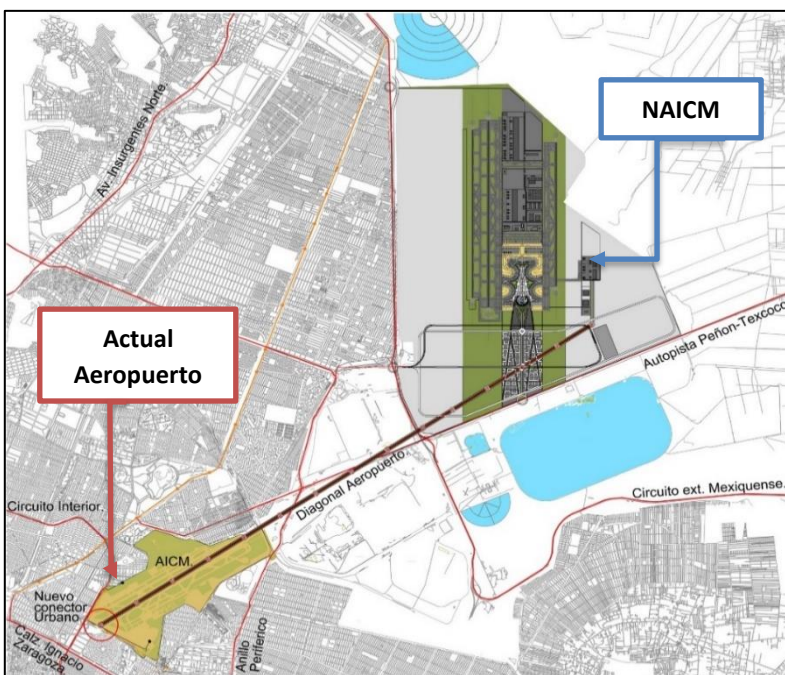 NAICM
Av. Insurgentes Norte.
Actual
Aeropuerto
Autopista Peñon-Texcoco
Diagonal Aeropuerto
Circuito ext. Mexiquense.
Circuito Interior.
AICM.
Nuevo
conector
Urbano
Calz. Ignacio
Zaragoza
Anillo
Periferico